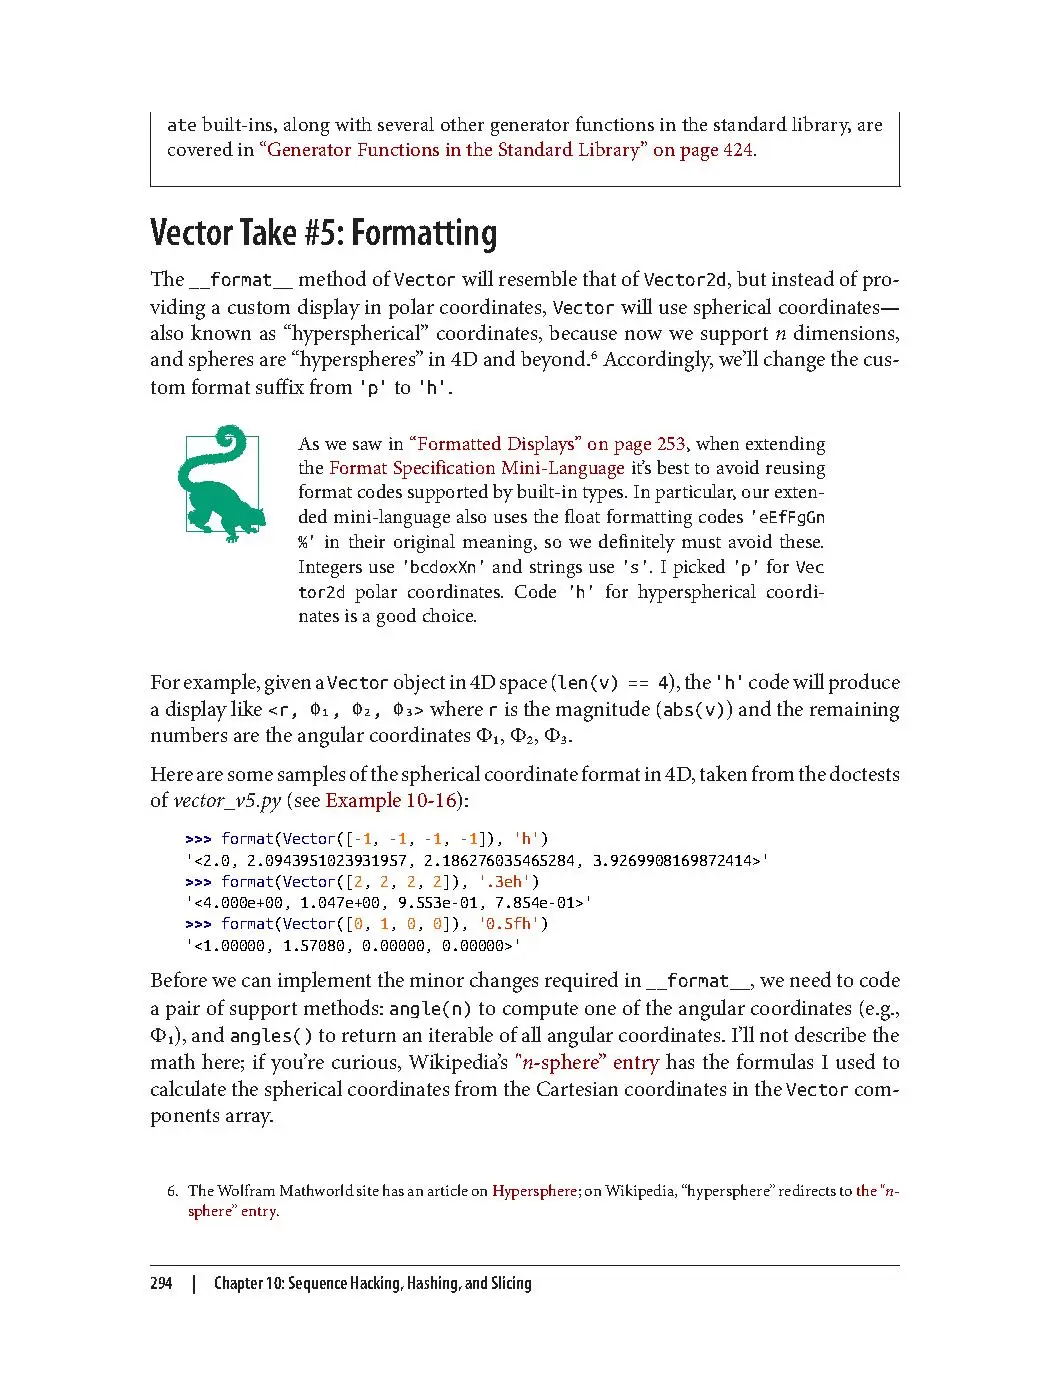 ate built-ins, along with several other generator functions in the standard library, are
covered in “Generator Functions in the Standard Library” on page 424.
Vector Take #5: Formatting
The __format__ method of Vector will resemble that of Vector2d, but instead of pro-
viding a custom display in polar coordinates, Vector will use spherical coordinates—
also known as “hyperspherical” coordinates, because now we support n dimensions,
and spheres are “hyperspheres” in 4D and beyond.⁶ Accordingly, we’ll change the cus-
tom format suffix from 'p' to 'h'.
As we saw in “Formatted Displays” on page 253, when extending
the Format Specification Mini-Language it’s best to avoid reusing
format codes supported by built-in types. In particular, our exten-
ded mini-language also uses the float formatting codes 'eEfFgGn
%' in their original meaning, so we definitely must avoid these.
Integers use 'bcdoxXn' and strings use 's'. I picked 'p' for Vec
tor2d polar coordinates. Code 'h' for hyperspherical coordi-
nates is a good choice.
For example, given a Vector object in 4D space (len(v) == 4), the 'h' code will produce
a display like <r, Φ₁, Φ₂, Φ₃> where r is the magnitude (abs(v)) and the remaining
numbers are the angular coordinates Φ₁, Φ₂, Φ₃.
Here are some samples of the spherical coordinate format in 4D, taken from the doctests
of vector_v5.py (see Example 10-16):
>>> format(Vector([-1, -1, -1, -1]), 'h')
'<2.0, 2.0943951023931957, 2.186276035465284, 3.9269908169872414>'
>>> format(Vector([2, 2, 2, 2]), '.3eh')
'<4.000e+00, 1.047e+00, 9.553e-01, 7.854e-01>'
>>> format(Vector([0, 1, 0, 0]), '0.5fh')
'<1.00000, 1.57080, 0.00000, 0.00000>'
Before we can implement the minor changes required in __format__, we need to code
a pair of support methods: angle(n) to compute one of the angular coordinates (e.g.,
Φ₁), and angles() to return an iterable of all angular coordinates. I’ll not describe the
math here; if you’re curious, Wikipedia’s "n-sphere” entry has the formulas I used to
calculate the spherical coordinates from the Cartesian coordinates in the Vector com-
ponents array.
6. The Wolfram Mathworld site has an article on Hypersphere; on Wikipedia, “hypersphere” redirects to the “n-
sphere” entry.
294 | Chapter 10: Sequence Hacking, Hashing, and Slicing